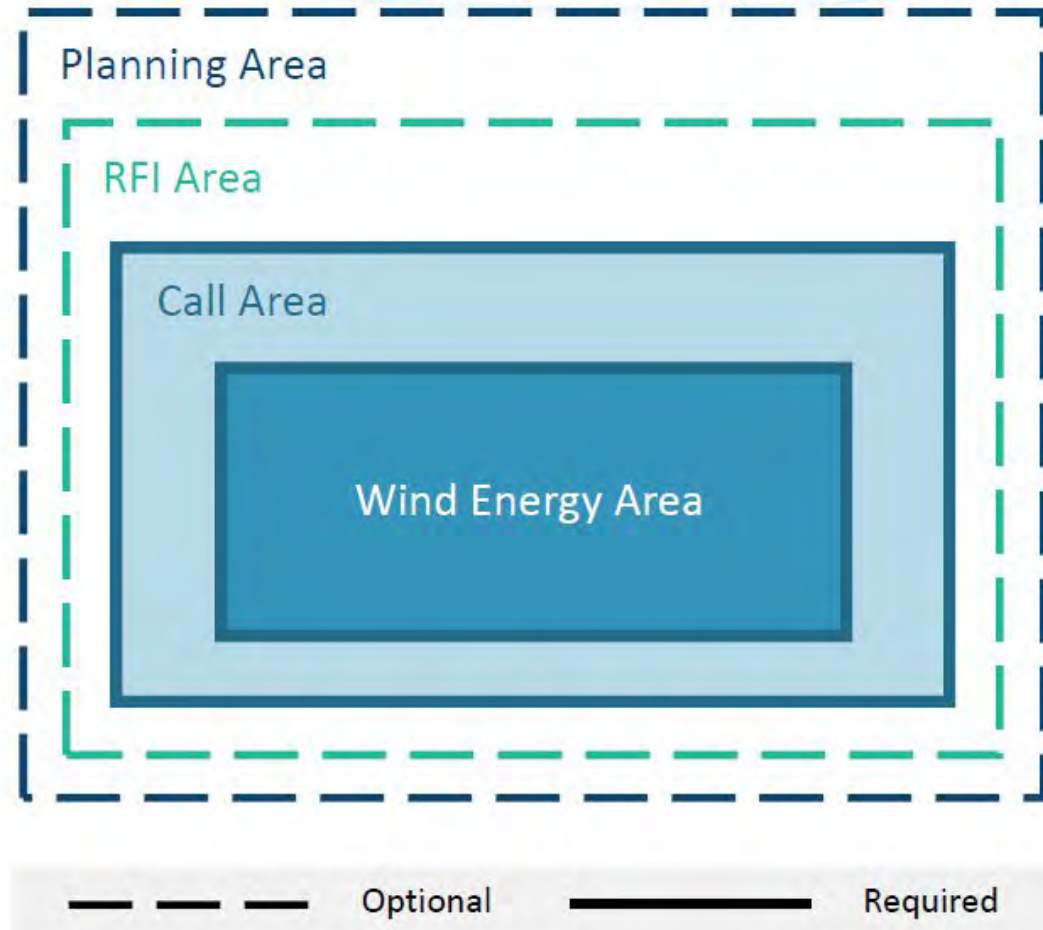 Planning Area
RFI Area
Call Area
Wind Energy Area
Optional
Required